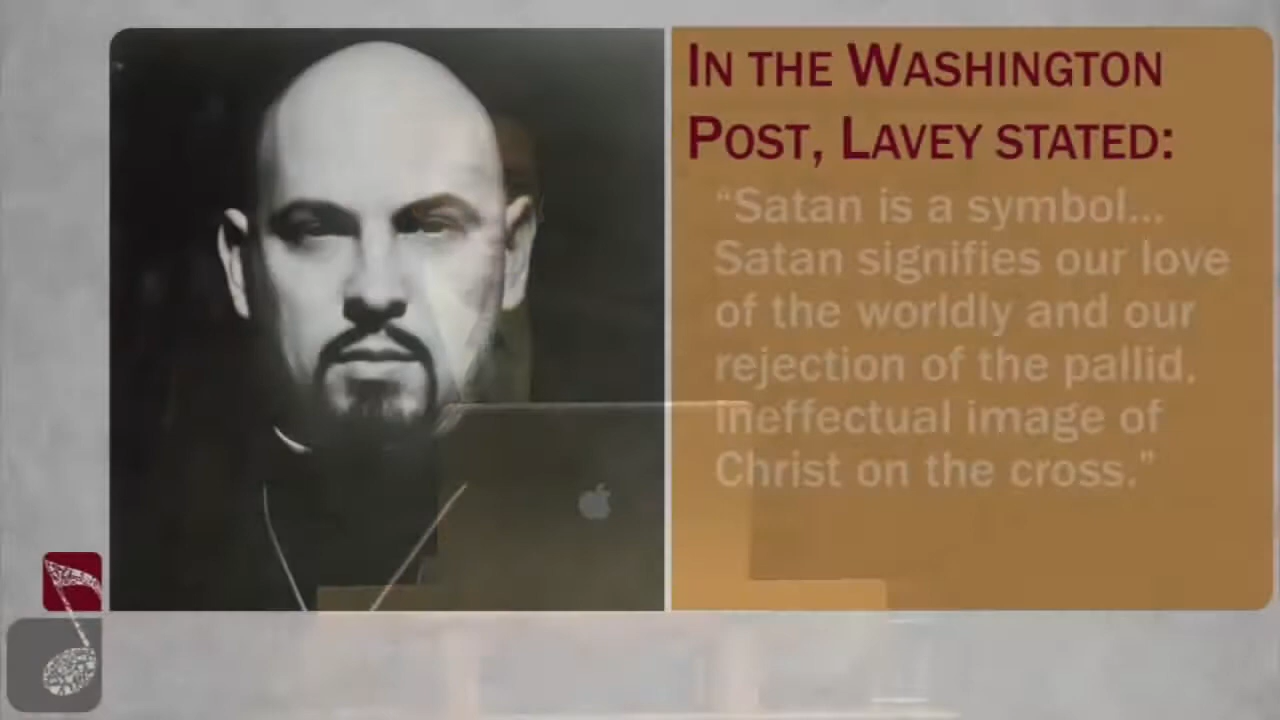 IN THE WASHINGTON
POST, LAVEY STATED:
“Satan is a symbol...
Satan signifies our love
of the worldly and our
rejection of the pallid,
ineffectual image of
Christ on the cross.”